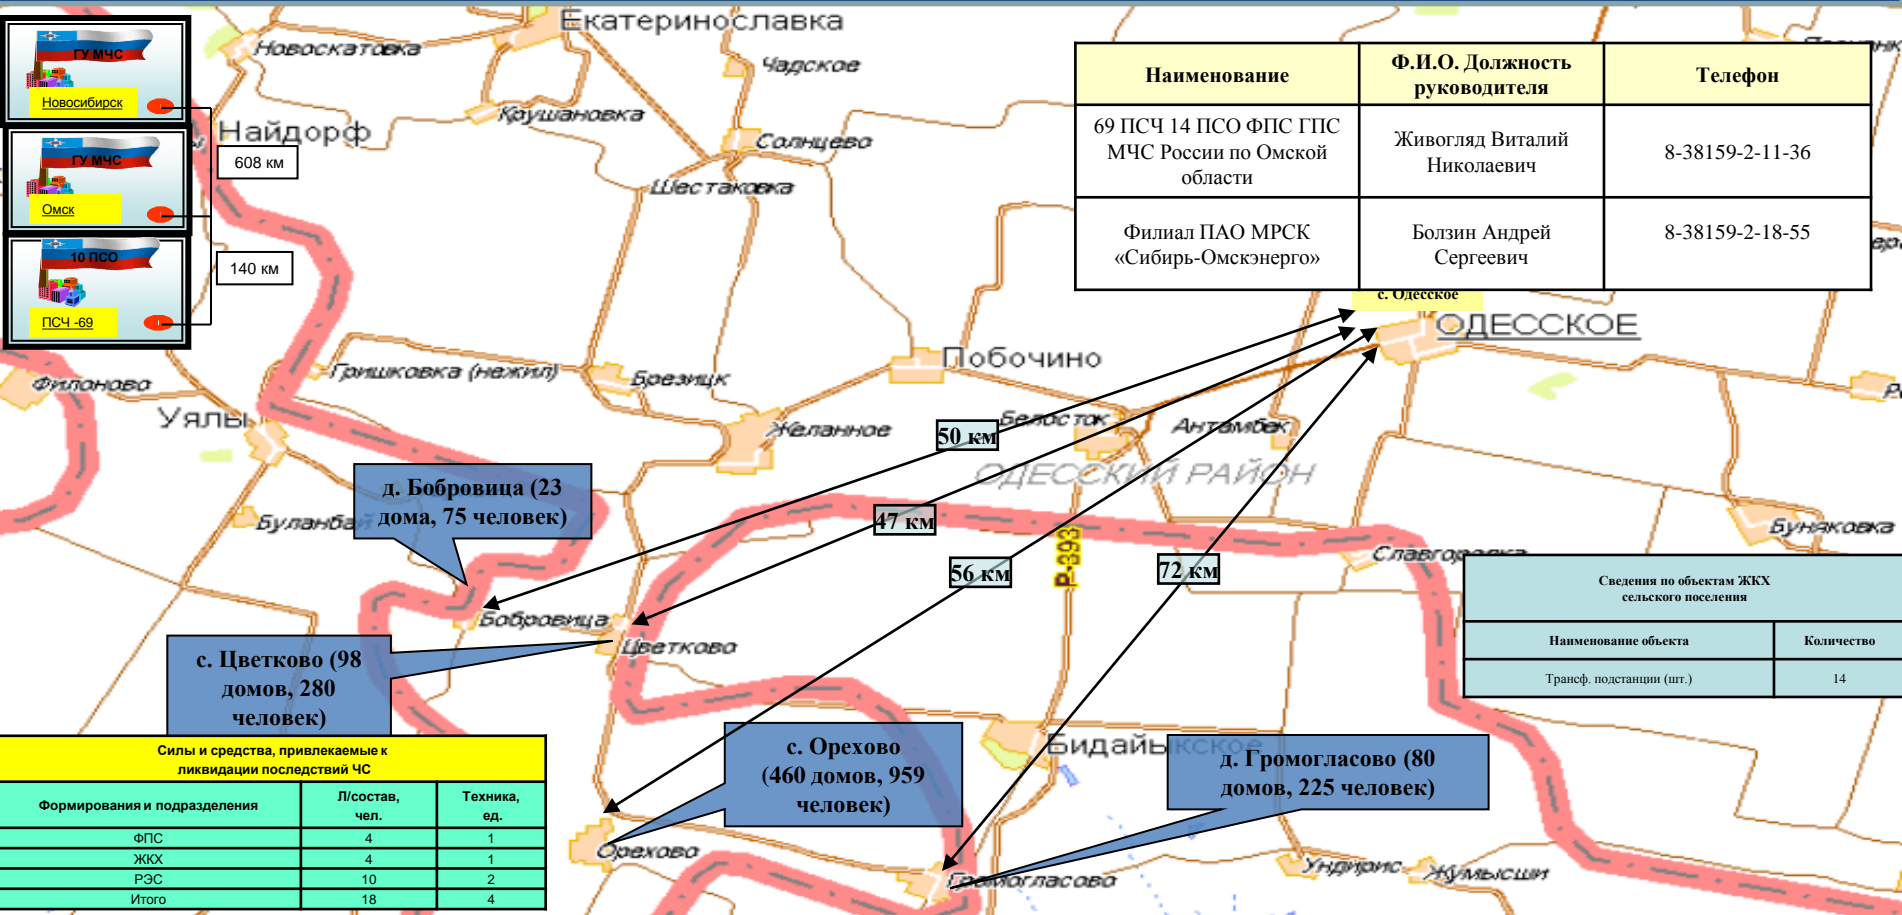 ГУ МЧС
Новосибирск
ГУ МЧС
Омск
10 ПСО
ПСЧ -69
608 км
140 км
Екатеринославка
Новоскатовка
Чадское
Крушановка
Найдорф
Солнцево
Шестаковка
Наименование
Ф.И.О. Должность
руководителя
Телефон
69 ПСЧ 14 ПСО ФПС ГПС
МЧС России по Омской
области
Живогляд Виталий
Николаевич
8-38159-2-11-36
Филиал ПАО МРСК
«Сибирь-Омскэнерго»
Болзин Андрей
Сергеевич
8-38159-2-18-55
с. Одесское
ОДЕССКОЕ
Побочино
Гришковка (нежил)
Брезицк
Филоново
Уялы
Желанное
Белосток
Антамбек
50 км
ОДЕССКИЙ РАЙОН
д. Бобровица (23
дома, 75 человек)
Буланбай
47 км
Буняковка
Славгородка
56 км
Р-393
72 км
Сведения по объектам ЖКХ
сельского поселения
Наименование объекта
Количество
Трансф. подстанции (шт.)
14
Бобровица
Цветково
с. Цветково (98
домов, 280
человек)
с. Орехово
(460 домов, 959
человек)
Бидайыкское
д. Громогласово (80
домов, 225 человек)
Силы и средства, привлекаемые к
ликвидации последствий ЧС
Формирования и подразделения
Л/состав,
чел.
Техника,
ед.
ФПС 4 1
ЖКХ 4 1
РЭС 10 2
Итого 18 4
Орехово
Громогласово
Ундирис
Жумысши